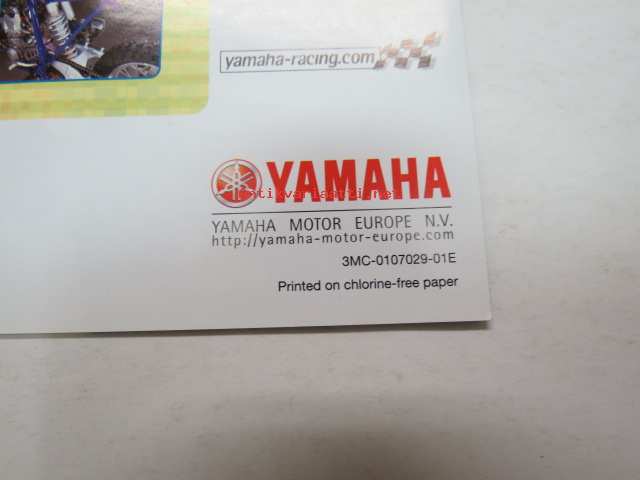 yamaha-racing.com
YAMAHA
YAMAHA MOTOR EUROPE N.V.
http://yamaha-motor-europe.com
3MC-0107029-01E
Printed on chlorine-free paper